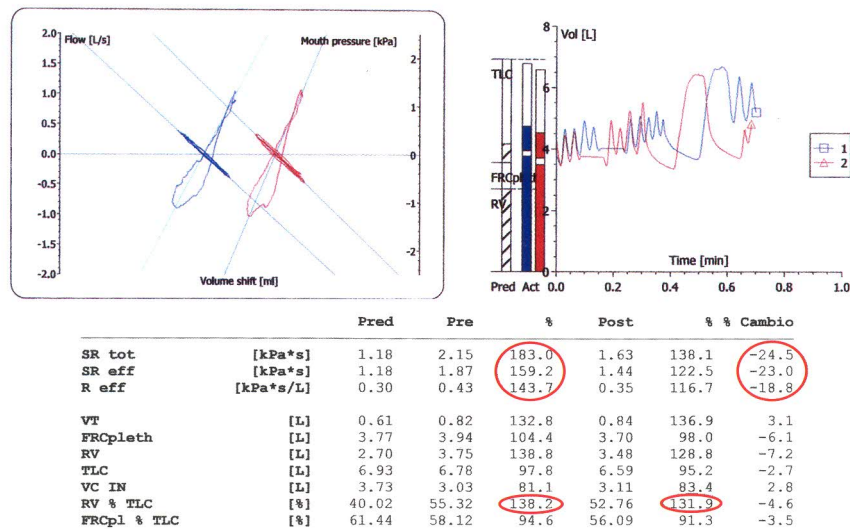 Flow [L/s]
Mouth pressure [kPa]
2.0
1.5
1.0
0.5
0.0
-0.5
-1.0
-1.5
2.0
2
1
0
-1
-2
Volume shift [ml]
8
6
4
2
0
Vol [L]
TLC
FRCpl
RV
Pred Act
Time [min]
0.0 0.2 0.4 0.6 0.8 1.0
1
2
Pred Pre % Post % % Cambio
SR tot [kPa*s] 1.18 2.15 183.0 1.63 138.1 -24.5
SR eff [kPa*s] 1.18 1.87 159.2 1.44 122.5 -23.0
R eff [kPa*s/L] 0.30 0.43 143.7 0.35 116.7 -18.8
VT [L] 0.61 0.82 132.8 0.84 136.9 3.1
FRCpleth [L] 3.77 3.94 104.4 3.70 98.0 -6.1
RV [L] 2.70 3.75 138.8 3.48 128.8 -7.2
TLC [L] 6.93 6.78 97.8 6.59 95.2 -2.7
VC IN [L] 3.73 3.03 81.1 3.11 83.4 2.8
RV % TLC [%] 40.02 55.32 138.2 52.76 131.9 -4.6
FRCpl % TLC [%] 61.44 58.12 94.6 56.09 91.3 -3.5